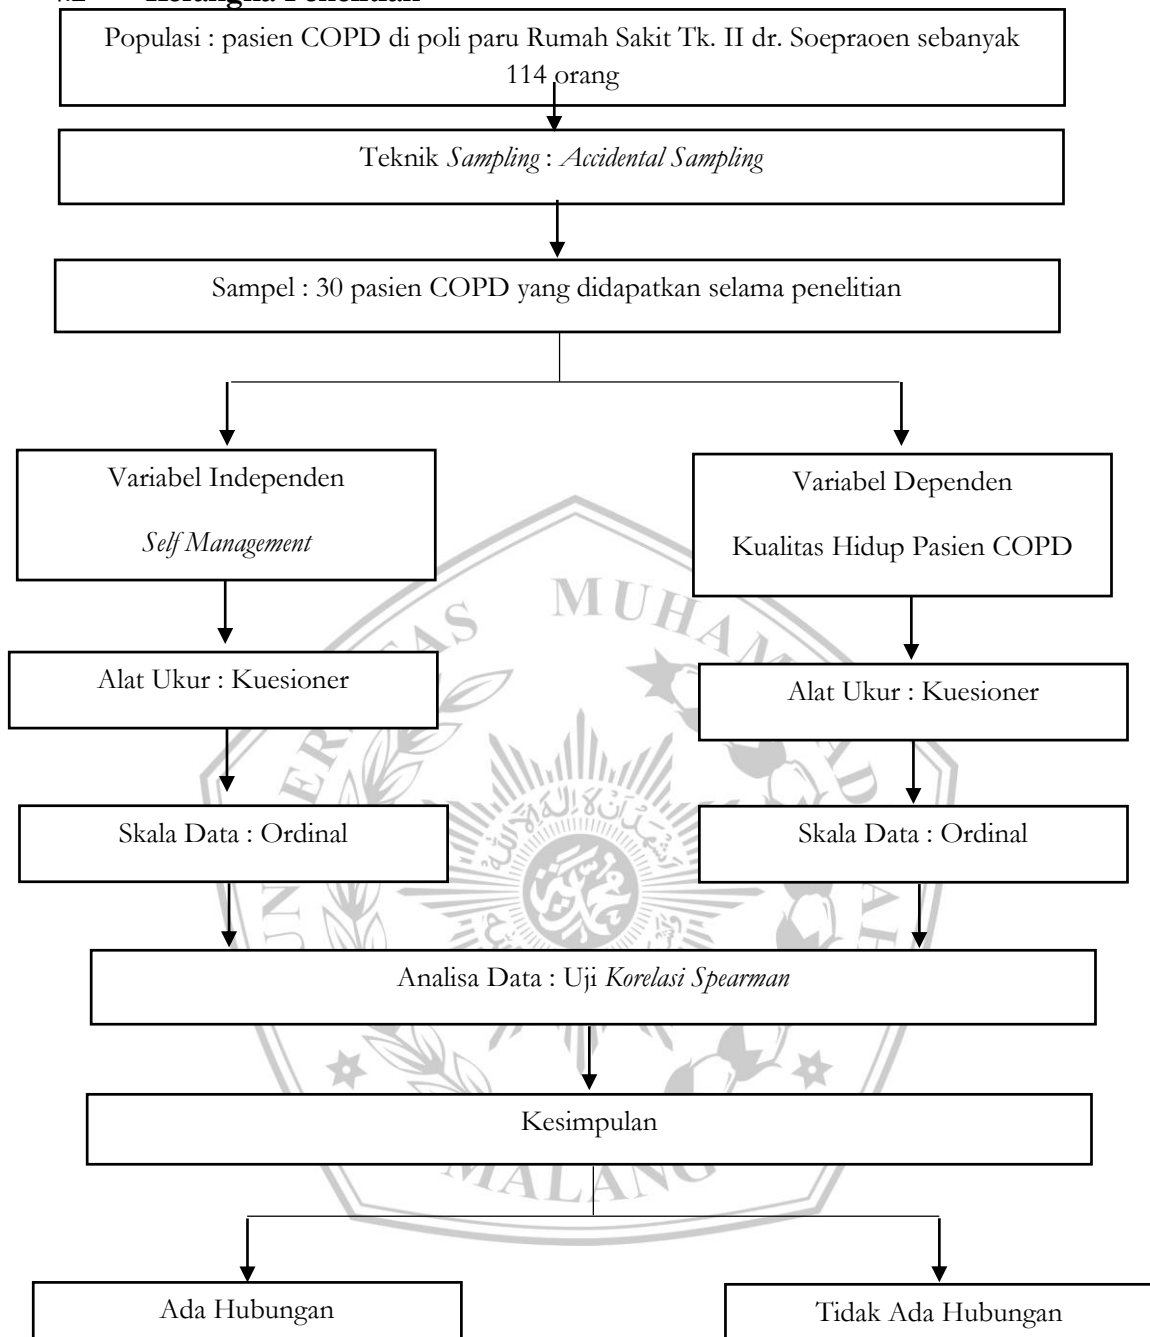 Populasi : pasien COPD di poli paru Rumah Sakit Tk. II dr. Soepraoen sebanyak
114 orang
Teknik Sampling : Accidental Sampling
Sampel : 30 pasien COPD yang didapatkan selama penelitian
Variabel Independen
Self Management
Variabel Dependen
Kualitas Hidup Pasien COPD
Alat Ukur : Kuesioner
Alat Ukur : Kuesioner
Skala Data : Ordinal
Skala Data : Ordinal
Analisa Data : Uji Korelasi Spearman
Kesimpulan
MALANG
Ada Hubungan
Tidak Ada Hubungan